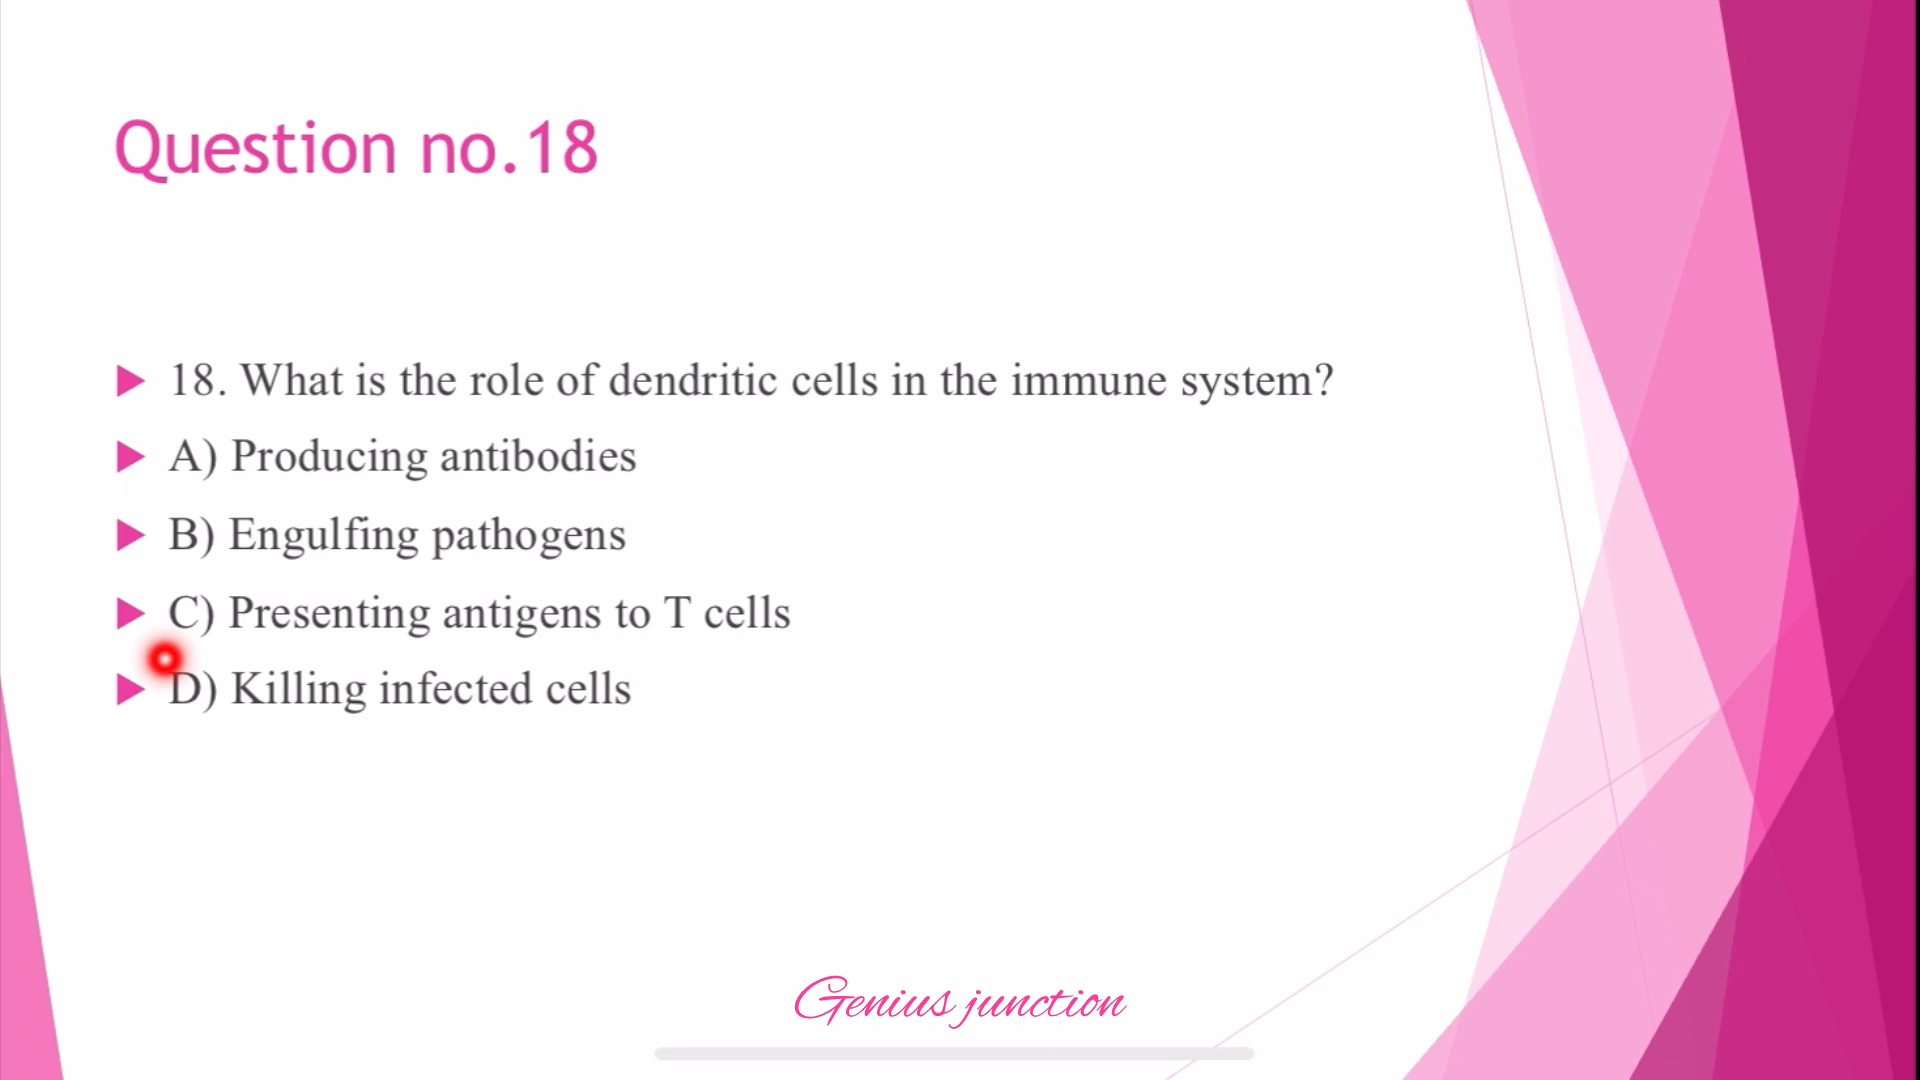 Question no.18
18. What is the role of dendritic cells in the immune system?
A) Producing antibodies
B) Engulfing pathogens
C) Presenting antigens to T cells
D) Killing infected cells
Genius junction